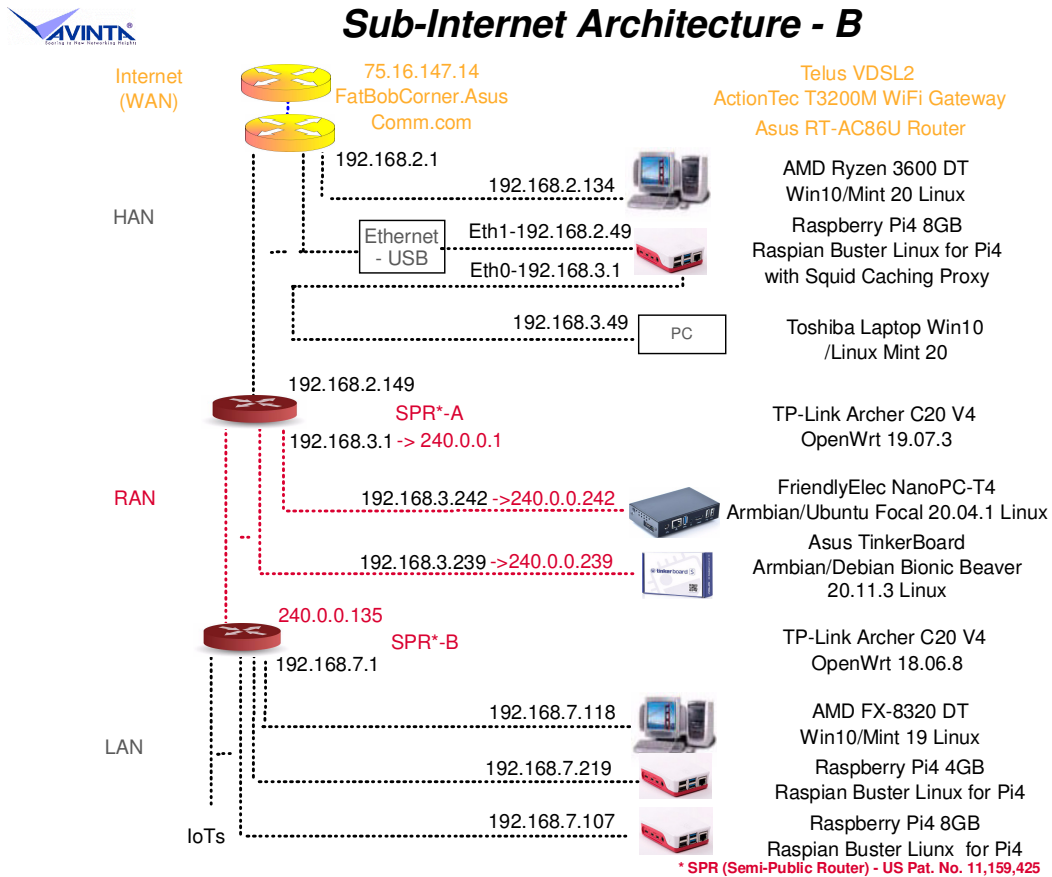 AVINTA®
Soaring to New Networking Heights
Sub-Internet Architecture - B
Internet
(WAN)
75.16.147.14
FatBobCorner.Asus
Comm.com
Telus VDSL2
ActionTec T3200M WiFi Gateway
Asus RT-AC86U Router
192.168.2.1
192.168.2.134
AMD Ryzen 3600 DT
Win10/Mint 20 Linux
HAN
Ethernet
- USB
Eth1-192.168.2.49
Eth0-192.168.3.1
Raspberry Pi4 8GB
Raspian Buster Linux for Pi4
with Squid Caching Proxy
192.168.3.49
PC
Toshiba Laptop Win10
/Linux Mint 20
192.168.2.149
SPR*-A
192.168.3.1 -> 240.0.0.1
TP-Link Archer C20 V4
OpenWrt 19.07.3
RAN
192.168.3.242 ->240.0.0.242
FriendlyElec NanoPC-T4
Armbian/Ubuntu Focal 20.04.1 Linux
192.168.3.239 ->240.0.0.239
tinkerboard S
Asus TinkerBoard
Armbian/Debian Bionic Beaver
20.11.3 Linux
240.0.0.135
SPR*-B
192.168.7.1
TP-Link Archer C20 V4
OpenWrt 18.06.8
LAN
192.168.7.118
AMD FX-8320 DT
Win10/Mint 19 Linux
192.168.7.219
Raspberry Pi4 4GB
Raspian Buster Linux for Pi4
192.168.7.107
IoTs
Raspberry Pi4 8GB
Raspian Buster Liunx for Pi4
* SPR (Semi-Public Router) - US Pat. No. 11,159,425